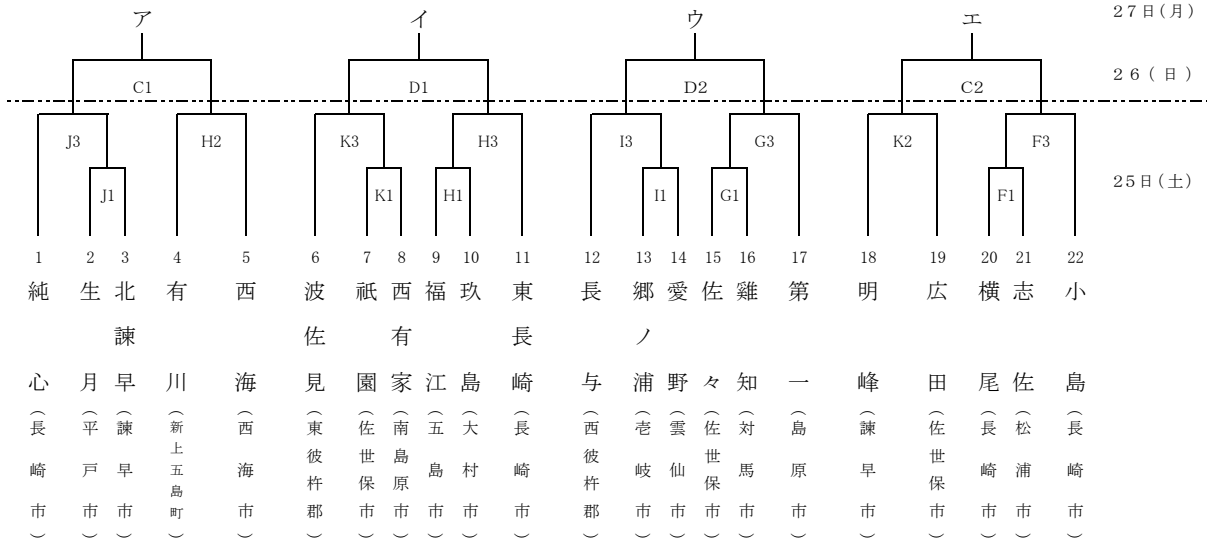 ア イ ウ エ 27日(月)
C1 D1 D2 C2 26(日)
J3 H2 K3 H3 I3 G3 K2 F3
J1 K1 H1 I1 G1 F1 25日(土)
1 2 3 4 5 6 7 8 9 10 11 12 13 14 15 16 17 18 19 20 21 22
純心(長崎市)
生月(平戸市)
北諫早(諫早市)
有川(新上五島町)
西海(西海市)
波佐見(東彼杵郡)
祇園(佐世保市)
西有家(南島原市)
福江(五島市)
玖島(大村市)
東長崎(長崎市)
長与(西彼杵郡)
郷ノ浦(壱岐市)
愛野(雲仙市)
佐々(佐世保市)
雞知(対馬市)
第一(島原市)
明峰(諫早市)
広田(佐世保市)
横尾(長崎市)
志佐(松浦市)
小島(長崎市)